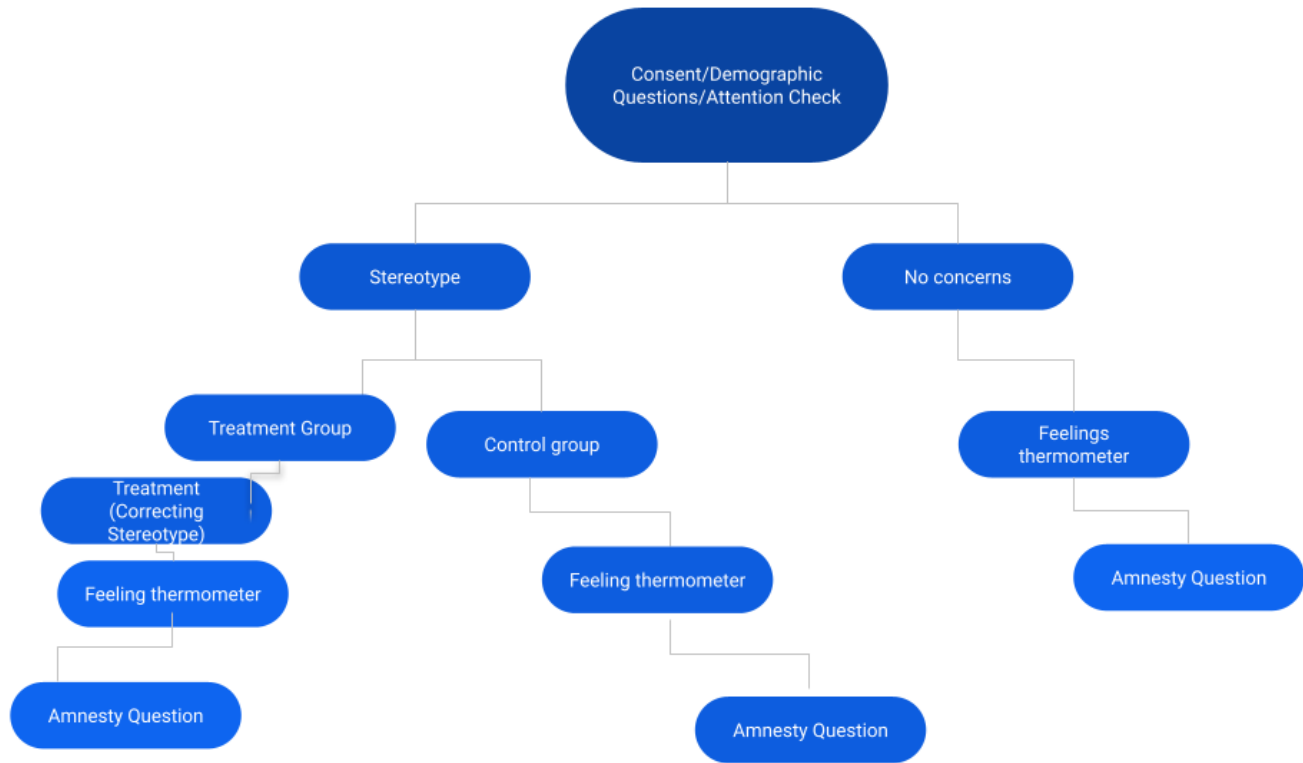 Consent/Demographic
Questions/Attention Check
Stereotype
No concerns
Treatment Group
Control group
Feelings
thermometer
Treatment
(Correcting
Stereotype)
Feeling thermometer
Feeling thermometer
Amnesty Question
Amnesty Question
Amnesty Question